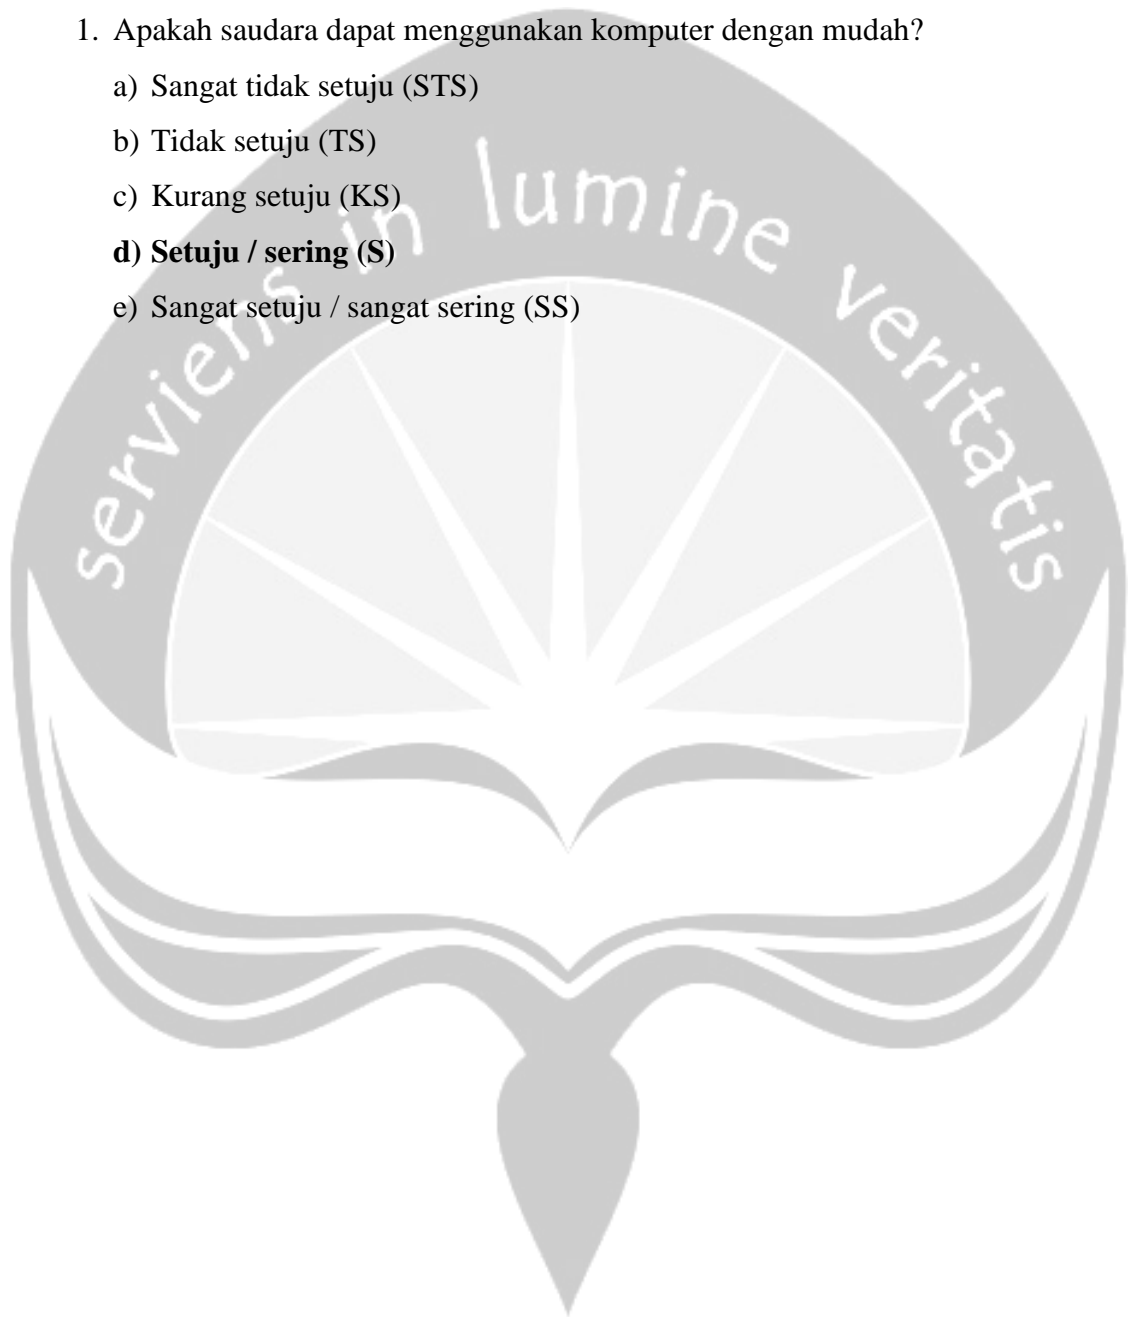 1. Apakah saudara dapat menggunakan komputer dengan mudah?
a) Sangat tidak setuju (STS)
b) Tidak setuju (TS)
c) Kurang setuju (KS)
d) Setuju / sering (S)
e) Sangat setuju / sangat sering (SS)
serviens in lumine veritatis